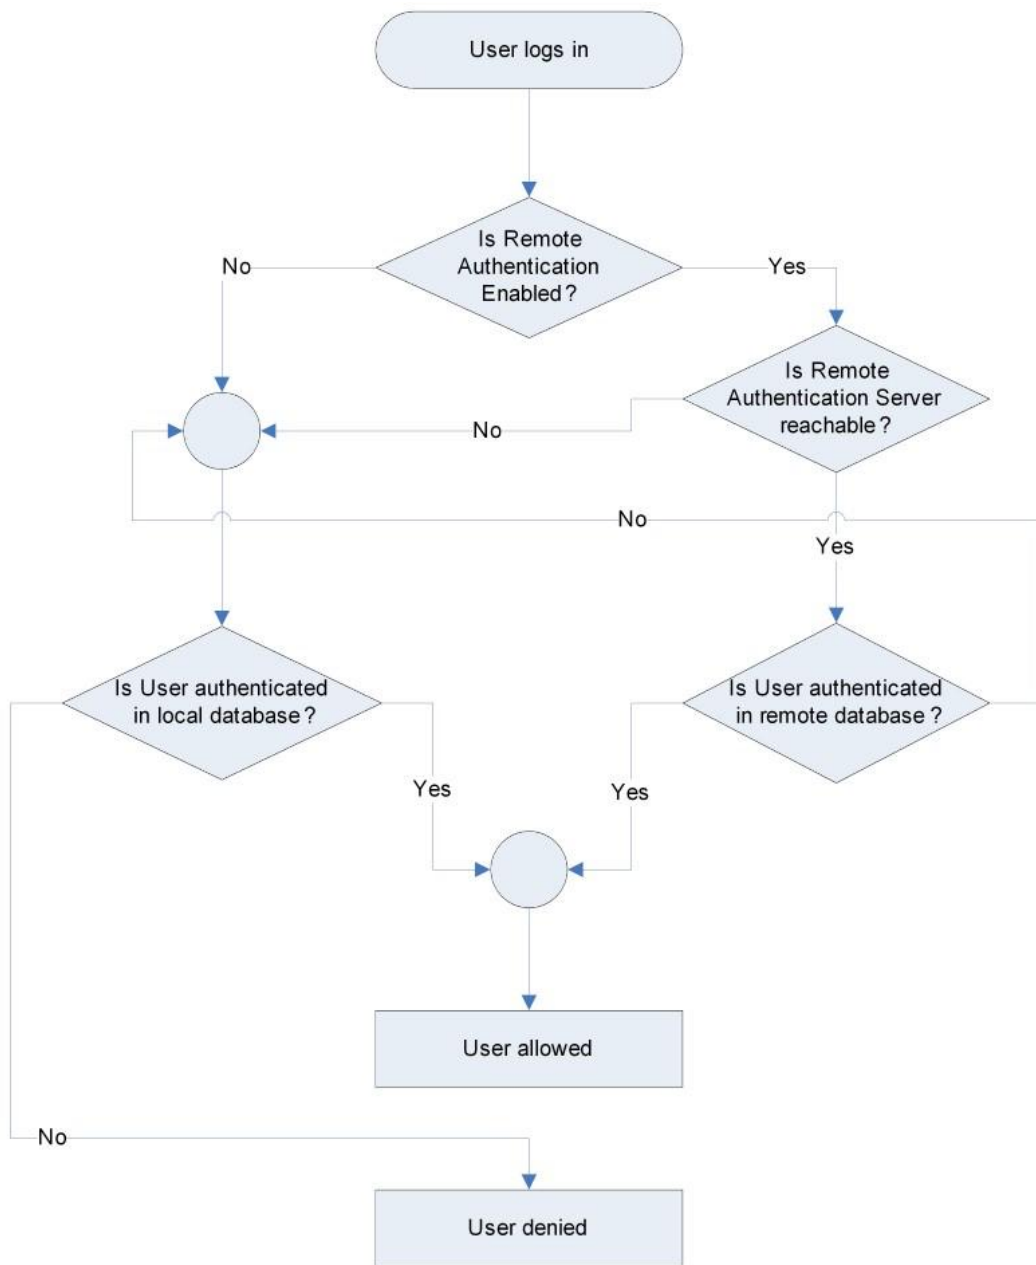 User logs in
Is Remote
Authentication
Enabled?
No
Yes
Is Remote
Authentication Server
reachable?
No
No
Yes
Is User authenticated
in local database?
Is User authenticated
in remote database?
Yes
Yes
User allowed
No
User denied